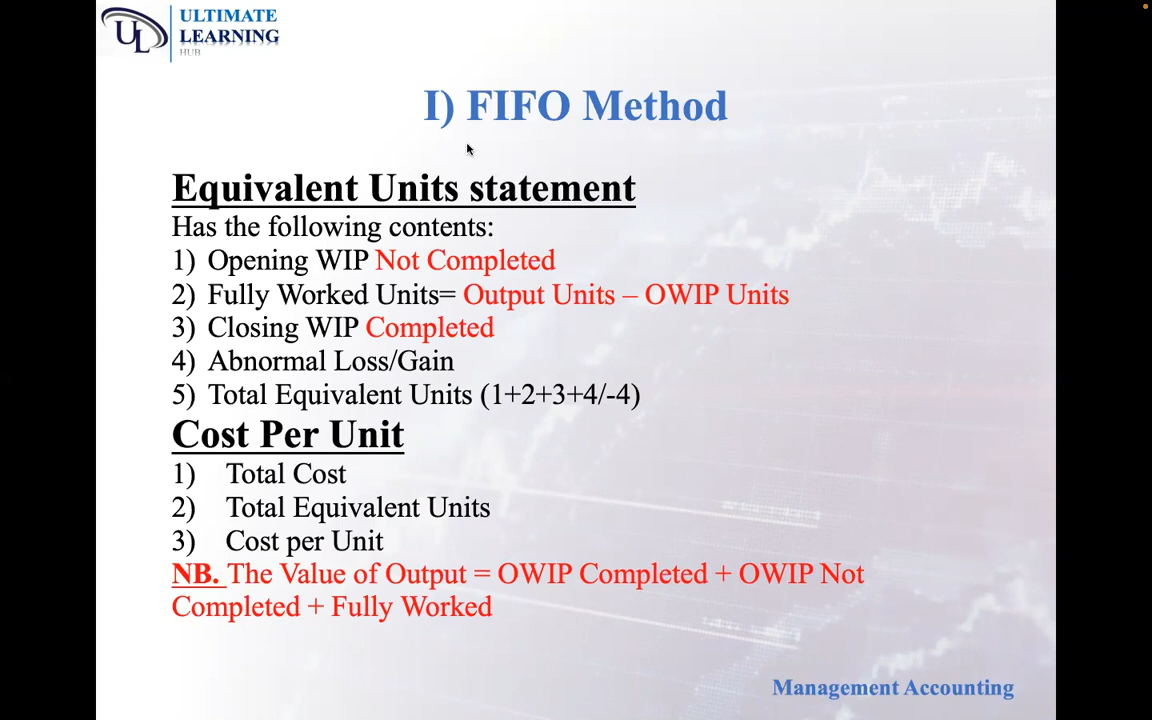 ULTIMATE
LEARNING
HUB
UL
I) FIFO Method
Equivalent Units statement
Has the following contents:
1) Opening WIP Not Completed
2) Fully Worked Units= Output Units – OWIP Units
3) Closing WIP Completed
4) Abnormal Loss/Gain
5) Total Equivalent Units (1+2+3+4/-4)
Cost Per Unit
1) Total Cost
2) Total Equivalent Units
3) Cost per Unit
NB. The Value of Output = OWIP Completed + OWIP Not
Completed + Fully Worked
Management Accounting